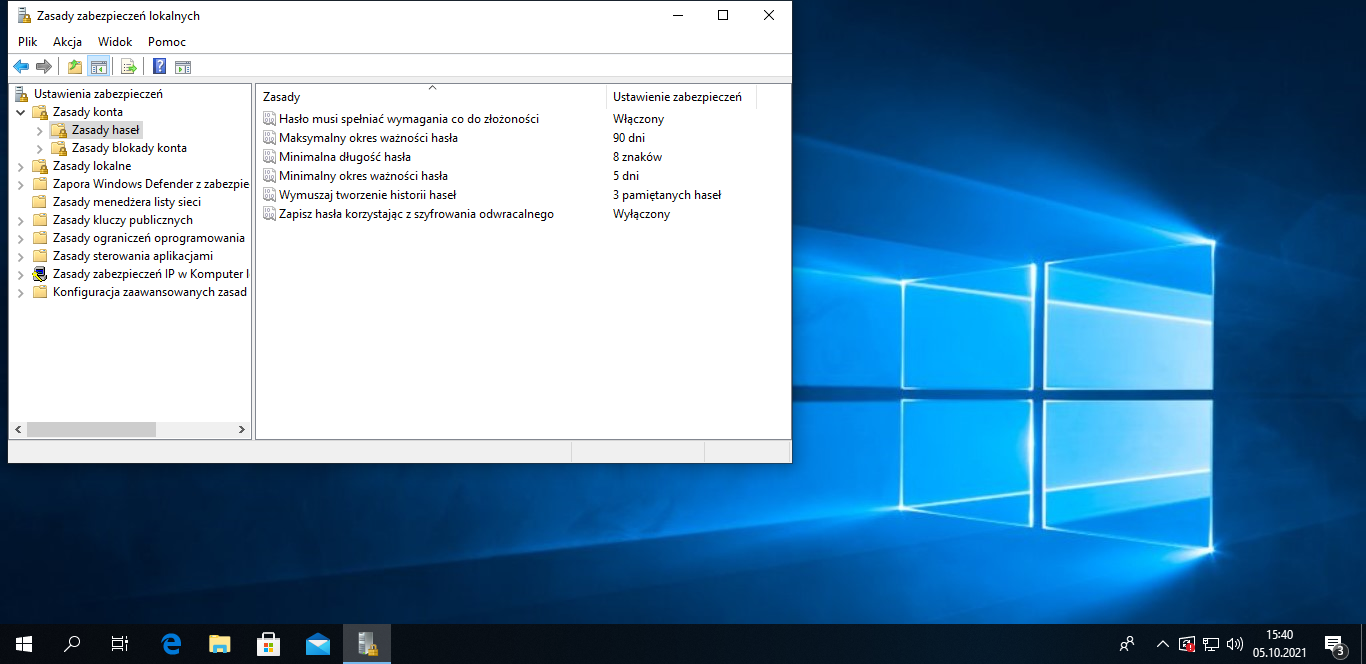 Zasady zabezpieczeń lokalnych
Plik Akcja Widok Pomoc
Ustawienia zabezpieczeń
Zasady konta
Zasady haseł
Zasady blokady konta
Zasady lokalne
Zapora Windows Defender z zabezpie
Zasady menedżera listy sieci
Zasady kluczy publicznych
Zasady ograniczeń oprogramowania
Zasady sterowania aplikacjami
Zasady zabezpieczeń IP w Komputer l
Konfiguracja zaawansowanych zasad
Zasady Ustawienie zabezpieczeń
Hasło musi spełniać wymagania co do złożoności Włączony
Maksymalny okres ważności hasła 90 dni
Minimalna długość hasła 8 znaków
Minimalny okres ważności hasła 5 dni
Wymuszaj tworzenie historii haseł 3 pamiętanych haseł
Zapisz hasła korzystając z szyfrowania odwracalnego Wyłączony
15:40
05.10.2021
3